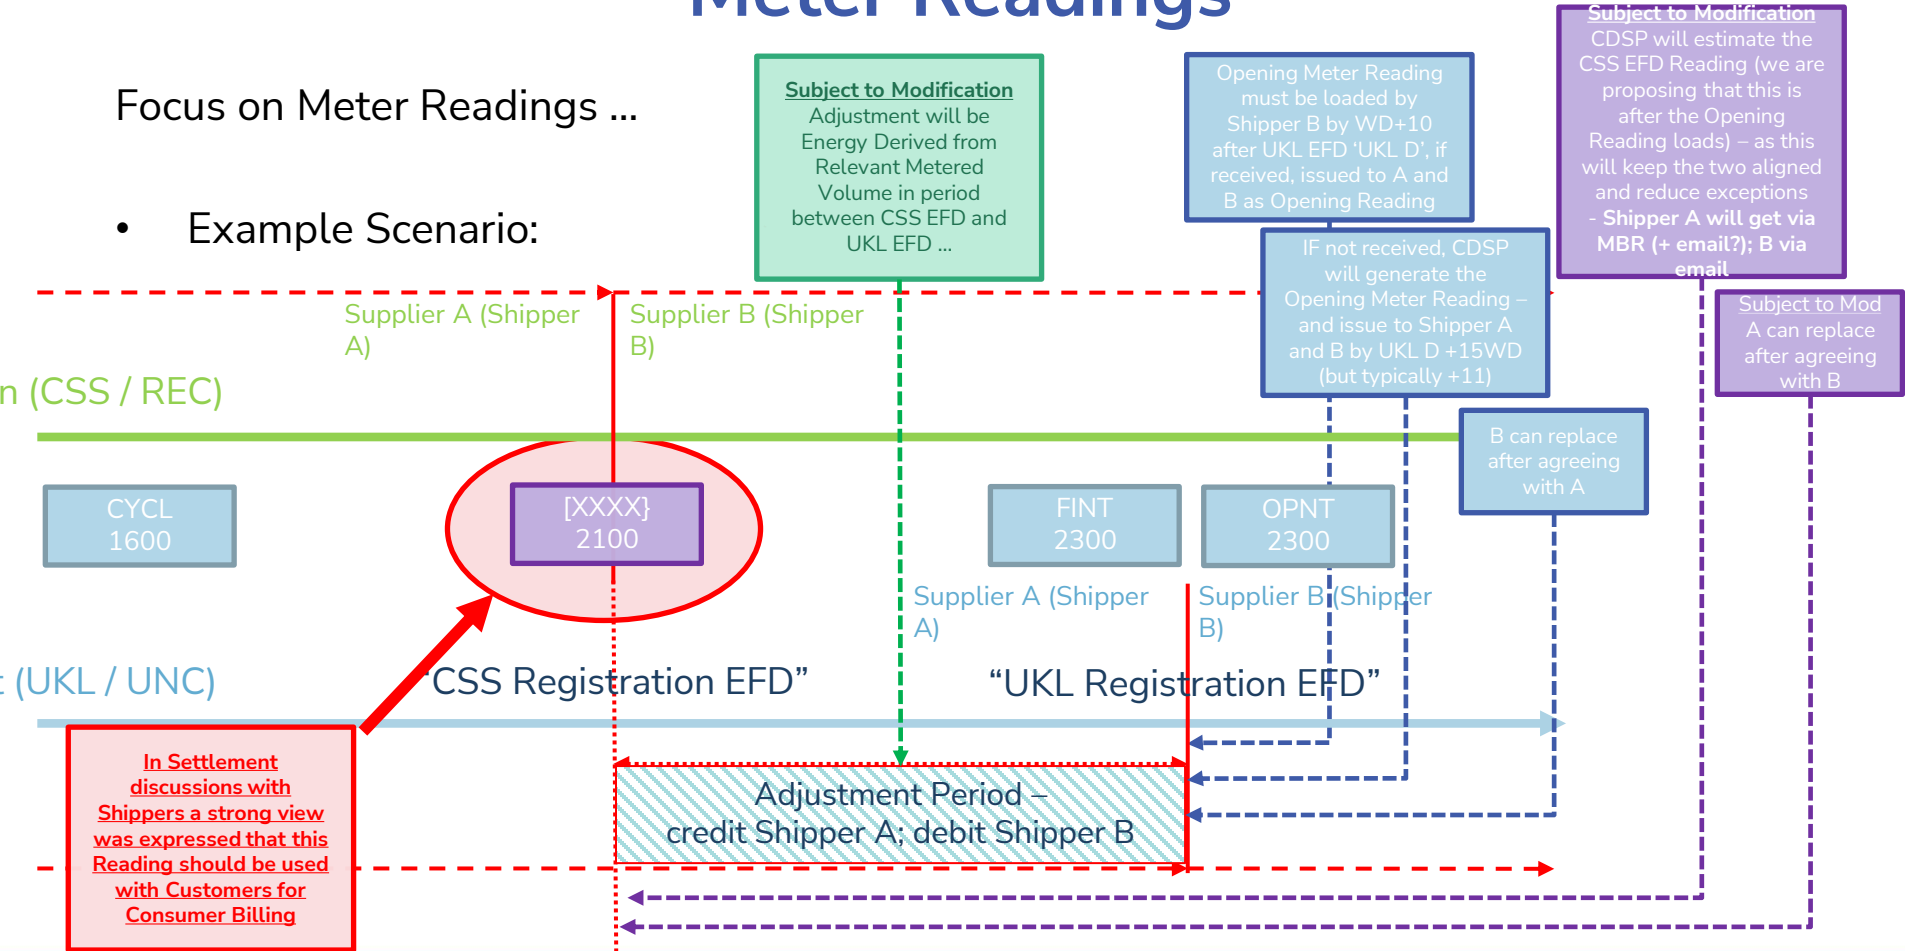 Meter Readings
Focus on Meter Readings ...
• Example Scenario:
Subject to Modification
Adjustment will be
Energy Derived from
Relevant Metered
Volume in period
between CSS EFD and
UKL EFD ...
Opening Meter Reading
must be loaded by
Shipper B by WD+10
after UKL EFD ‘UKL D’, if
received, issued to A and
B as Opening Reading
Subject to Modification
CDSP will estimate the
CSS EFD Reading (we are
proposing that this is
after the Opening
Reading loads) – as this
will keep the two aligned
and reduce exceptions
- Shipper A will get via
MBR (+ email?); B via
email
IF not received, CDSP
will generate the
Opening Meter Reading –
and issue to Shipper A
and B by UKL D +15WD
(but typically +11)
Subject to Mod
A can replace
after agreeing
with B
Supplier A (Shipper
A)
Supplier B (Shipper
B)
n (CSS / REC)
B can replace
after agreeing
with A
CYCL
1600
[XXXX}
2100
FINT
2300
OPNT
2300
Supplier A (Shipper
A)
Supplier B (Shipper
B)
(UKL / UNC)
“CSS Registration EFD”
“UKL Registration EFD”
In Settlement
discussions with
Shippers a strong view
was expressed that this
Reading should be used
with Customers for
Consumer Billing
Adjustment Period –
credit Shipper A; debit Shipper B